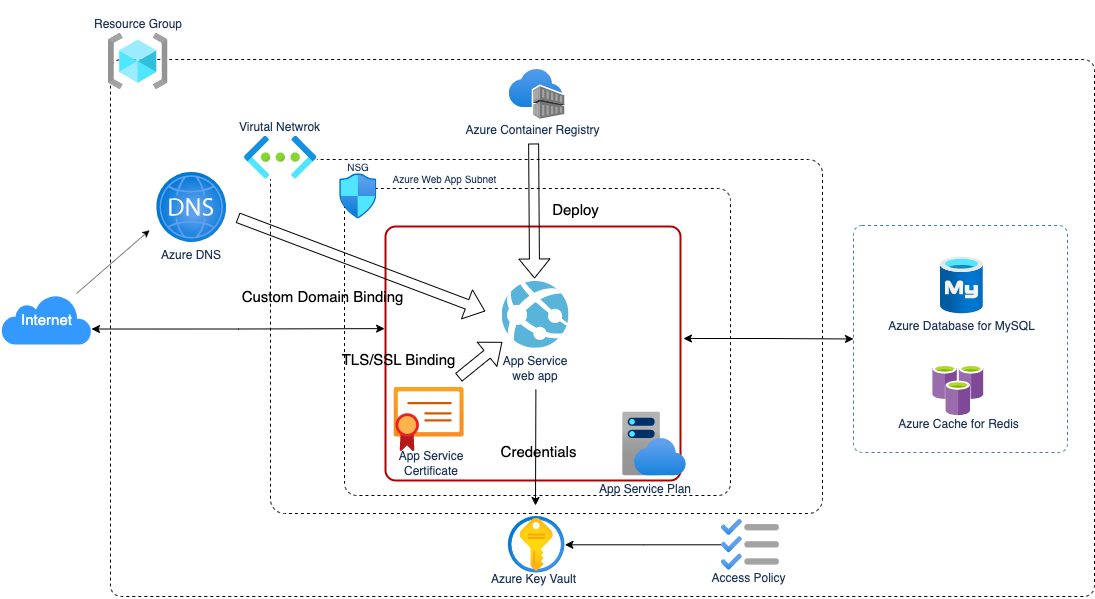 Resource Group
Azure Container Registry
Virutal Netwrok
NSG
Azure Web App Subnet
DNS
Deploy
Azure DNS
Custom Domain Binding
Internet
My
Azure Database for MySQL
TLS/SSL Binding
App Service
web app
Azure Cache for Redis
App Service
Certificate
Credentials
App Service Plan
Azure Key Vault
Access Policy